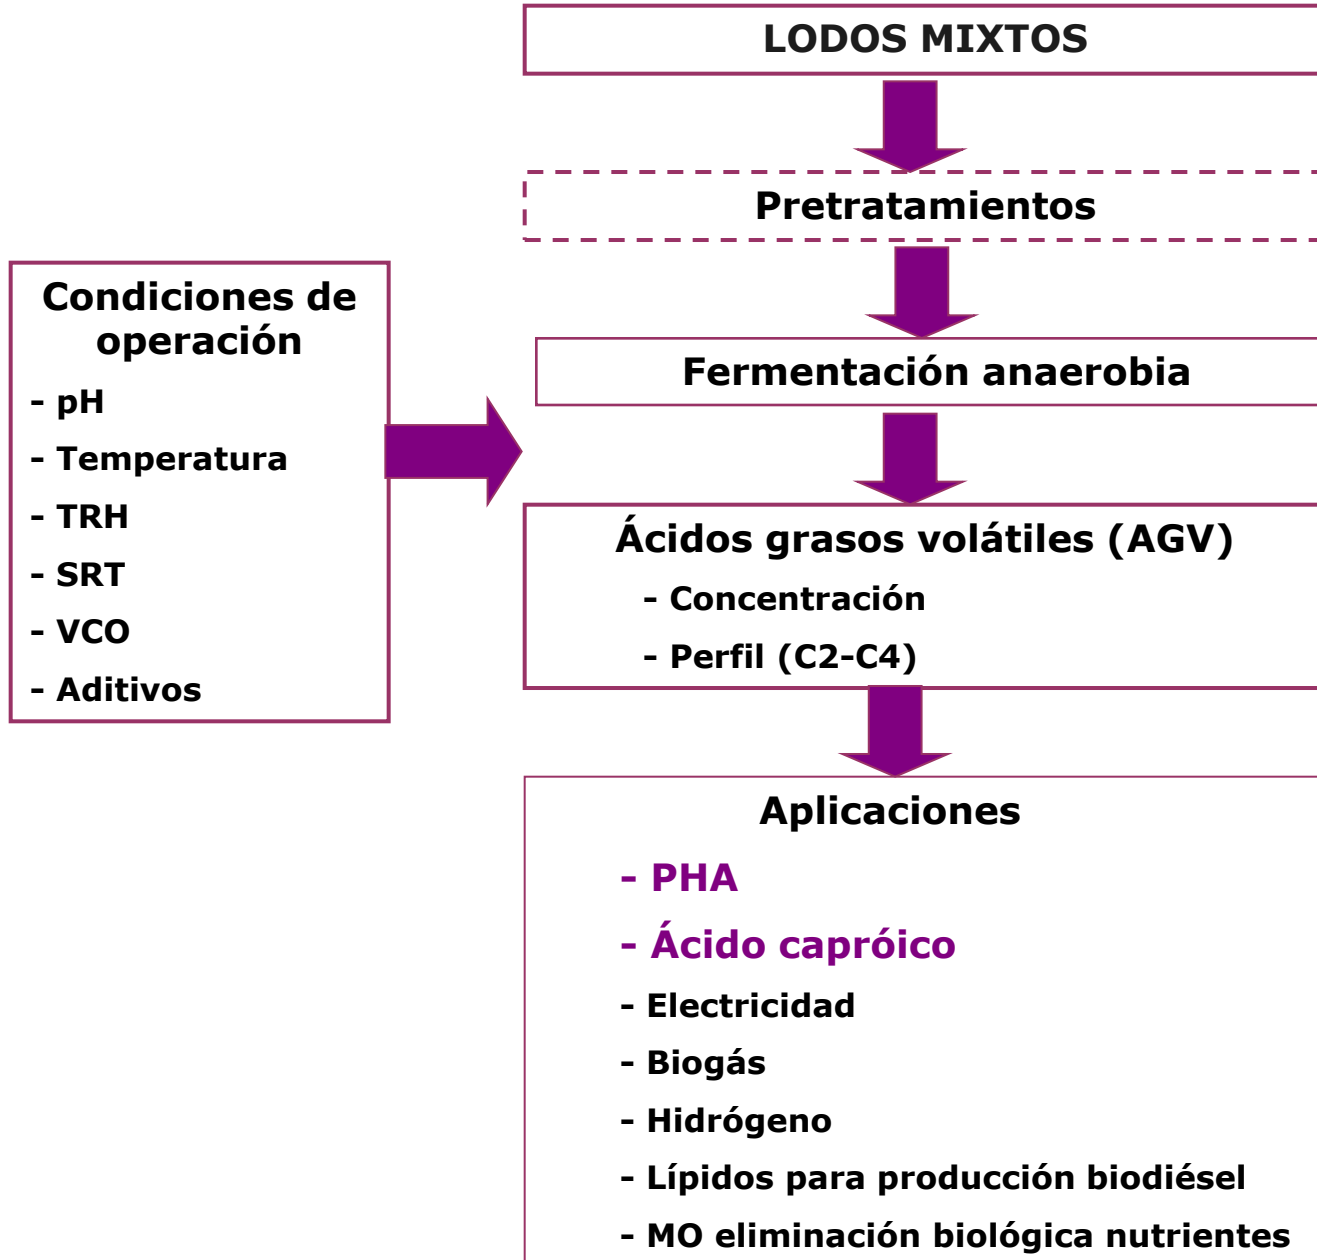 LODOS MIXTOS
Pretratamientos
Condiciones de
operación
- pH
- Temperatura
- TRH
- SRT
- VCO
- Aditivos
Fermentación anaerobia
Ácidos grasos volátiles (AGV)
- Concentración
- Perfil (C2-C4)
Aplicaciones
- PHA
- Ácido capróico
- Electricidad
- Biogás
- Hidrógeno
- Lípidos para producción biodiésel
- MO eliminación biológica nutrientes